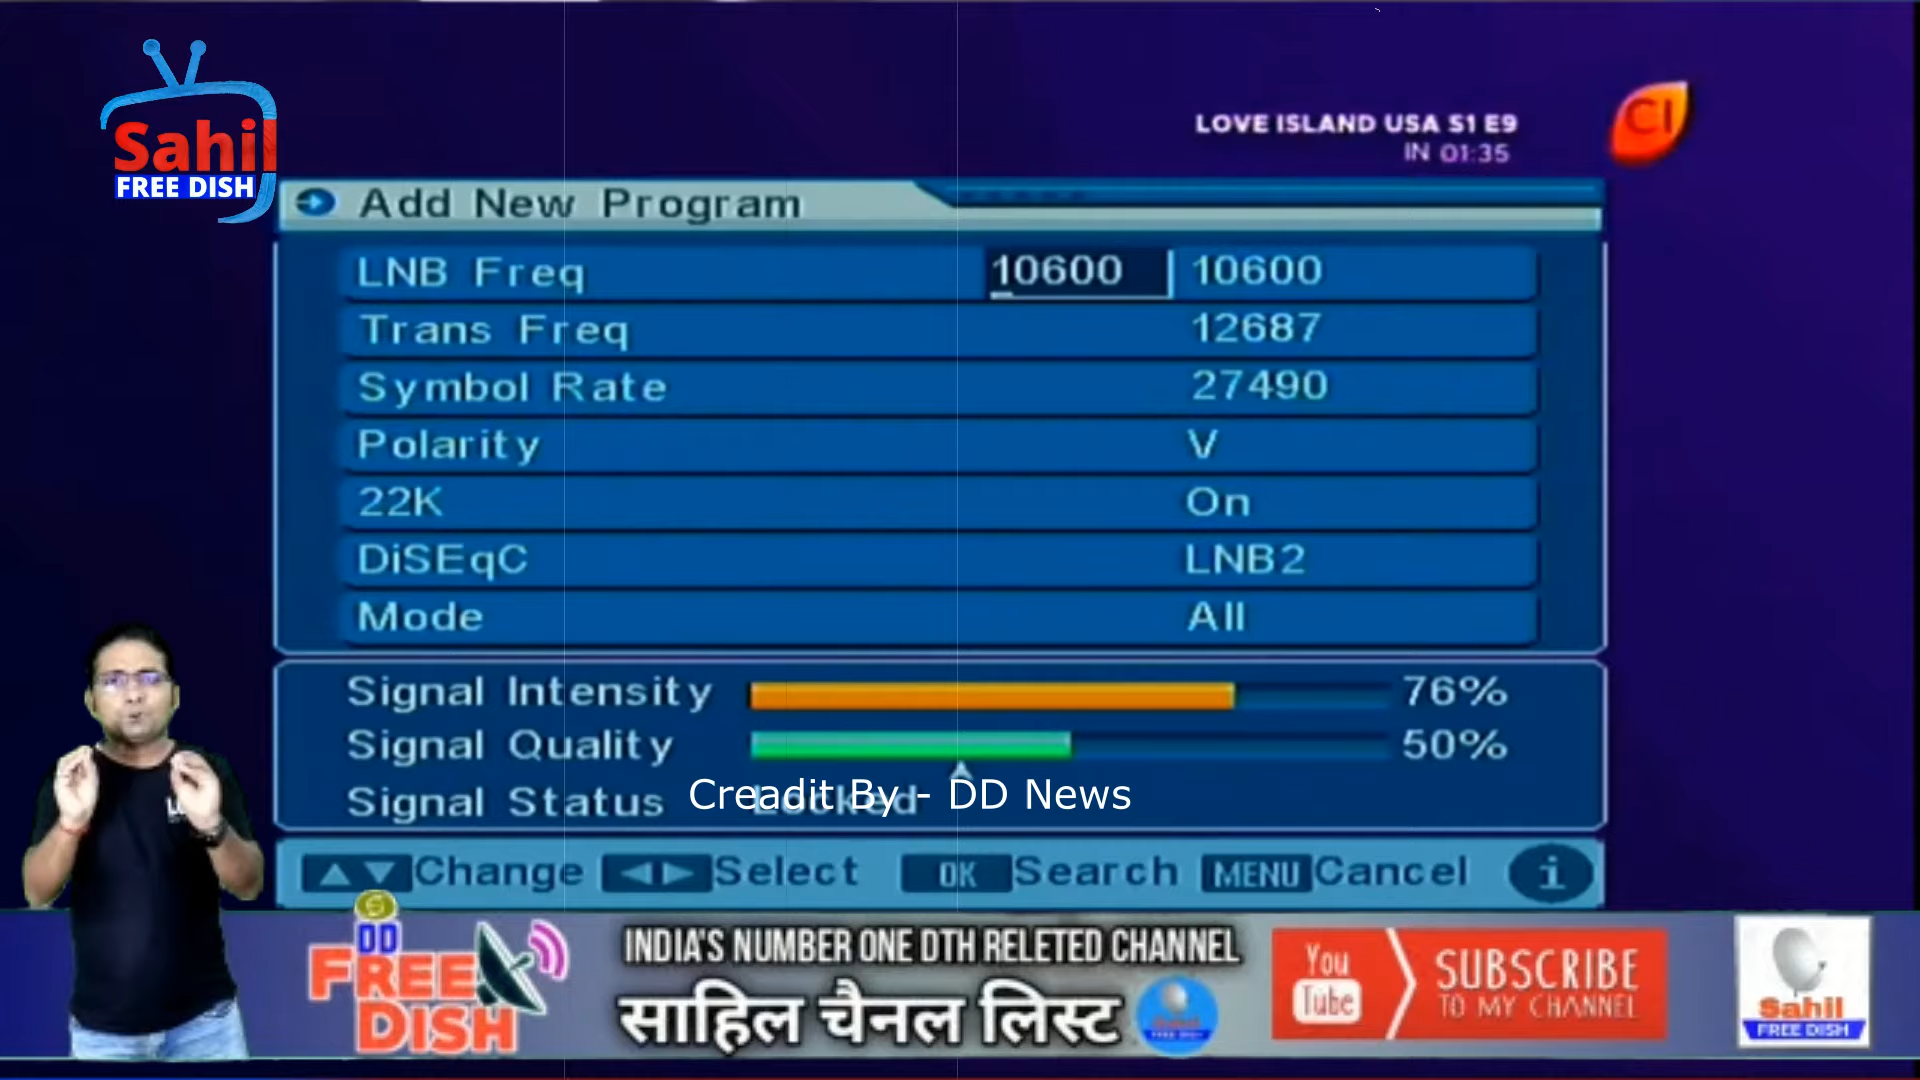 LOVE ISLAND USA S1 E9
IN 01:35
CI
Sahil
FREE DISH
Add New Program
LNB Freq 10600 10600
Trans Freq 12687
Symbol Rate 27490
Polarity V
22K On
DiSEqC LNB2
Mode All
Signal Intensity 76%
Signal Quality 50%
Signal Status Locked
Creadit By - DD News
Change Select OK Search MENU Cancel i
DD
FREE
DISH
INDIA'S NUMBER ONE DTH RELETED CHANNEL
साहिल चैनल लिस्ट
You
Tube
SUBSCRIBE
TO MY CHANNEL
Sahil
FREE DISH